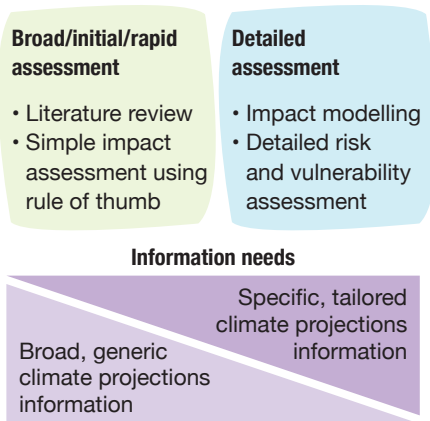 Broad/initial/rapid
assessment
• Literature review
• Simple impact
assessment using
rule of thumb
Detailed
assessment
• Impact modelling
• Detailed risk
and vulnerability
assessment
Information needs
Specific, tailored
climate projections
information
Broad, generic
climate projections
information